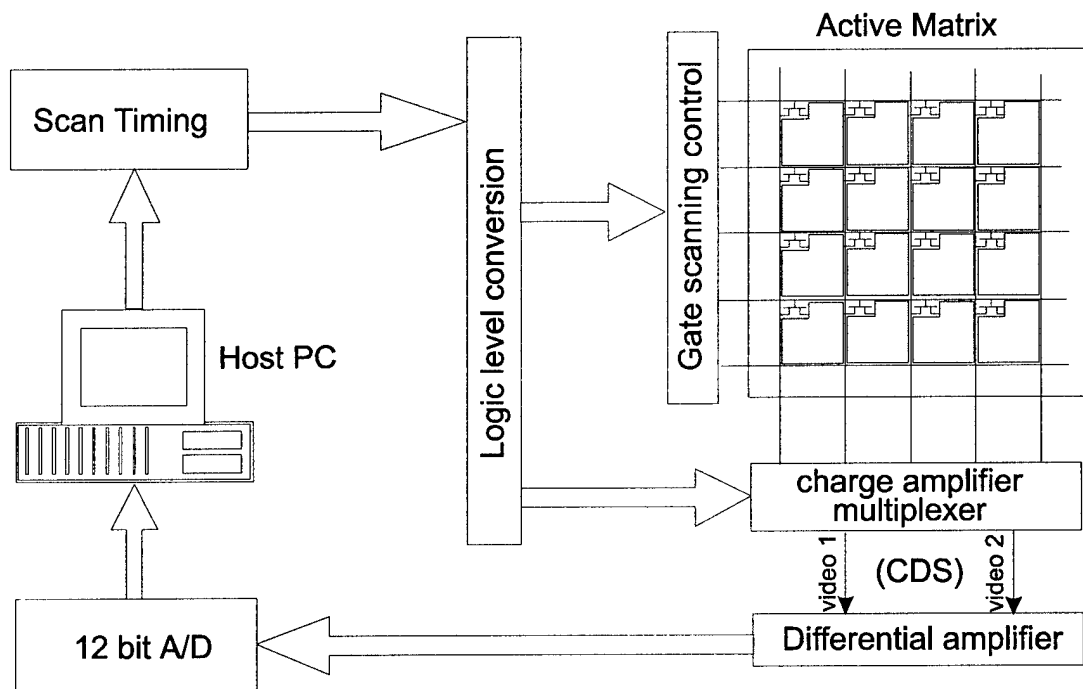 Active Matrix
Scan Timing
Logic level conversion
Gate scanning control
Host PC
charge amplifier
multiplexer
video 1
(CDS)
video 2
12 bit A/D
Differential amplifier